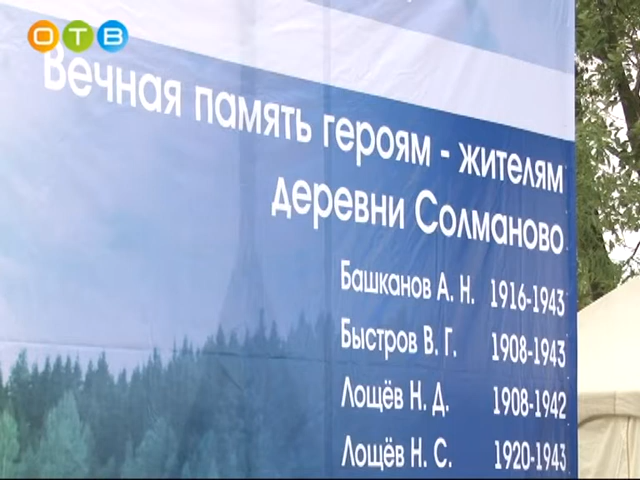 ОТВ
Вечная память героям - жителям
деревни Солманово
Башканов А. Н. 1916-1943
Быстров В. Г. 1908-1943
Лощёв Н. Д. 1908-1942
Лощёв Н. С. 1920-1943